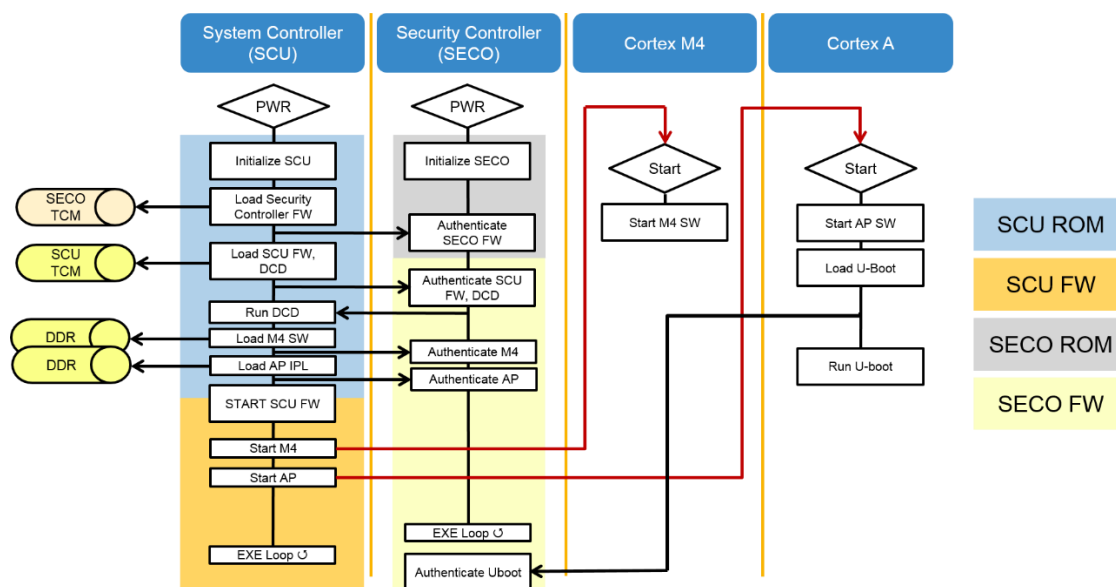 System Controller
(SCU)
Security Controller
(SECO)
Cortex M4
Cortex A
PWR
Initialize SCU
Load Security
Controller FW
Load SCU FW,
DCD
Run DCD
Load M4 SW
Load AP IPL
START SCU FW
Start M4
Start AP
EXE Loop ↺
SECO
TCM
SCU
TCM
DDR
DDR
PWR
Initialize SECO
Authenticate
SECO FW
Authenticate SCU
FW, DCD
Authenticate M4
Authenticate AP
EXE Loop ↺
Authenticate Uboot
Start
Start M4 SW
Start
Start AP SW
Load U-Boot
Run U-boot
SCU ROM
SCU FW
SECO ROM
SECO FW